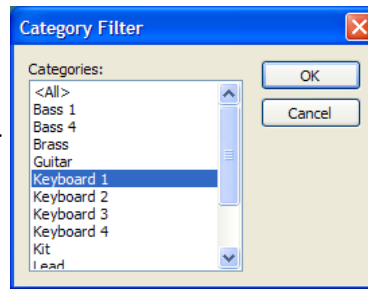 Category Filter
Categories:
<All>
Bass 1
Bass 4
Brass
Guitar
Keyboard 1
Keyboard 2
Keyboard 3
Keyboard 4
Kit
Lead
OK
Cancel